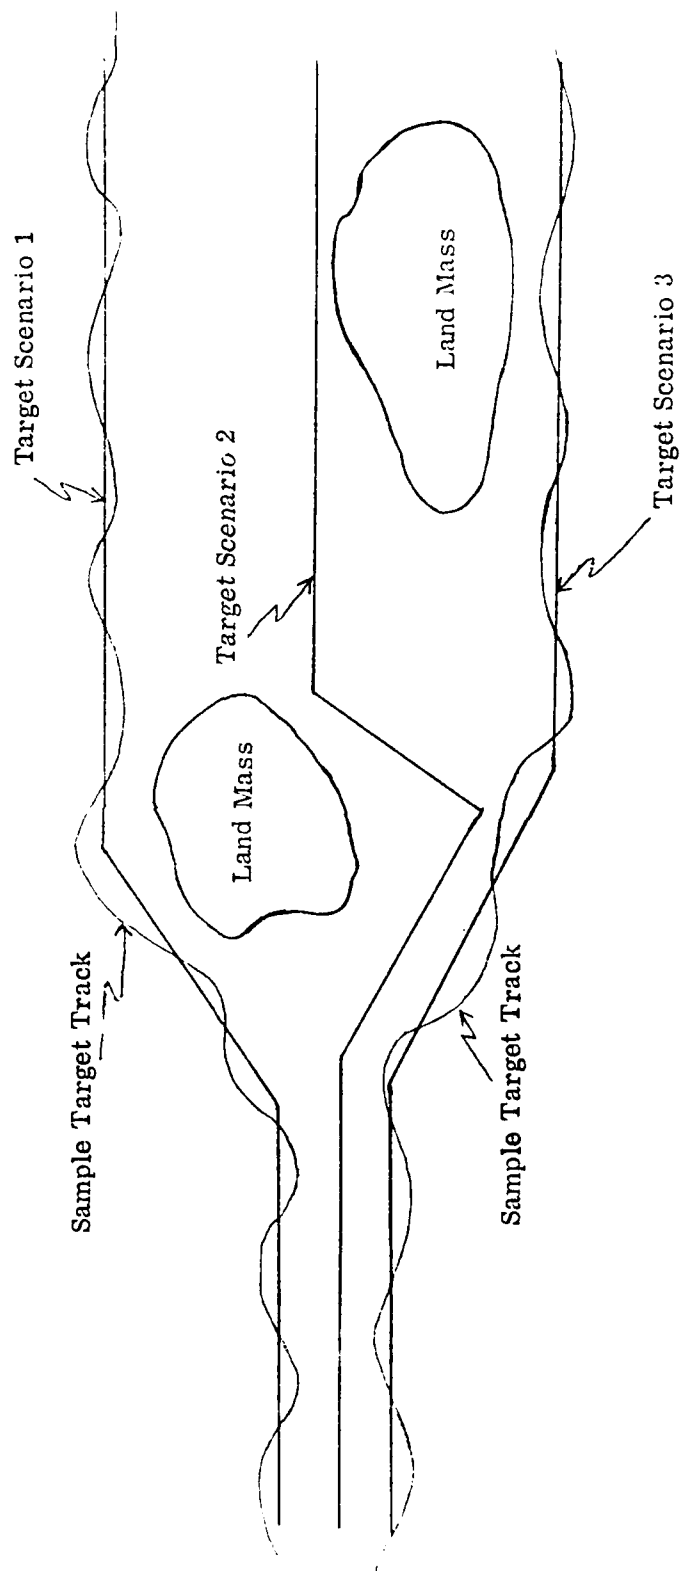 Target Scenario 1
Target Scenario 2
Land Mass
Target Scenario 3
Land Mass
Sample Target Track
Sample Target Track